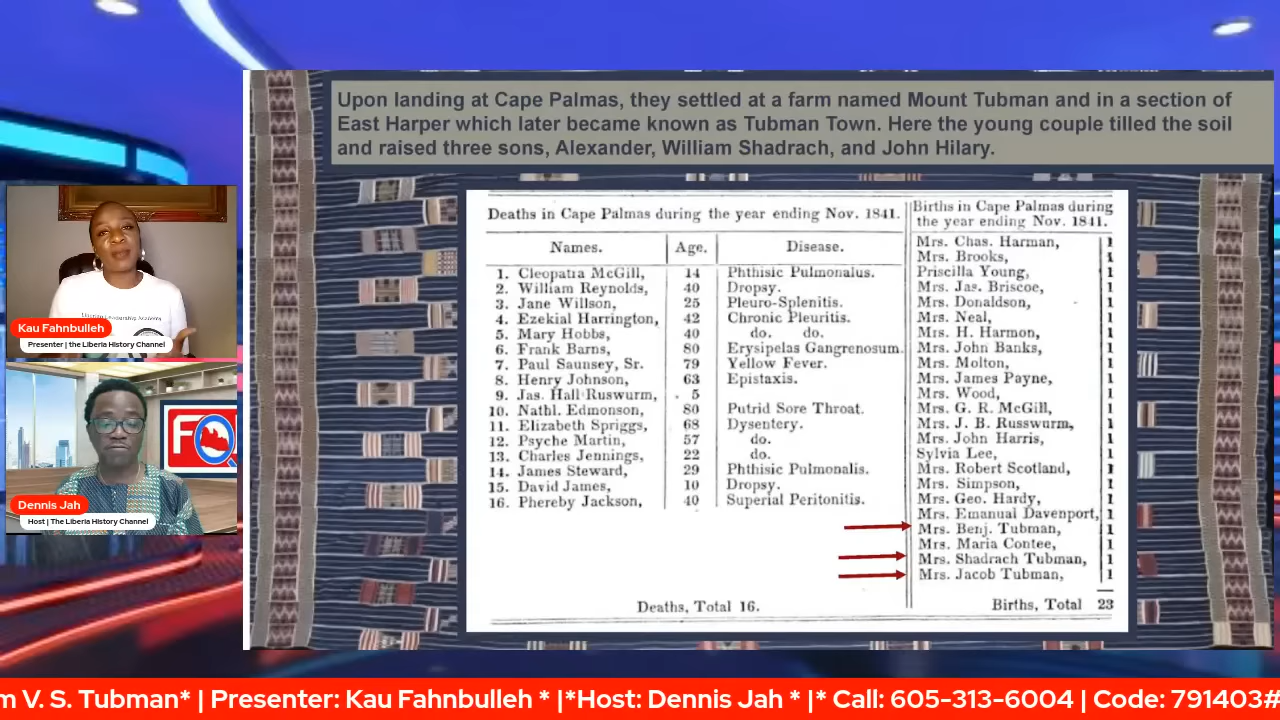 Upon landing at Cape Palmas, they settled at a farm named Mount Tubman and in a section of
East Harper which later became known as Tubman Town. Here the young couple tilled the soil
and raised three sons, Alexander, William Shadrach, and John Hilary.
Deaths in Cape Palmas during the year ending Nov. 1841.
Names. Age. Disease.
1. Cleopatra McGill, 14 Phthisic Pulmonalus.
2. William Reynolds, 40 Dropsy.
3. Jane Willson, 25 Pleuro-Splenitis.
4. Ezekial Harrington, 42 Chronic Pleuritis.
5. Mary Hobbs, 40 do. do.
6. Frank Barns, 80 Erysipelas Gangrenosum.
7. Paul Saunsey, Sr. 79 Yellow Fever.
8. Henry Johnson, 63 Epistaxis.
9. Jas. Hall Ruswurm, 5
10. Nathl. Edmonson, 80 Putrid Sore Throat.
11. Elizabeth Spriggs, 68 Dysentery.
12. Psyche Martin, 57 do.
13. Charles Jennings, 22 do.
14. James Steward, 29 Phthisic Pulmonalis.
15. David James, 10 Dropsy.
16. Phereby Jackson, 40 Superial Peritonitis.
Deaths, Total 16.
Births in Cape Palmas during
the year ending Nov. 1841.
Mrs. Chas. Harman, 1
Mrs. Brooks, 1
Priscilla Young, 1
Mrs. Jas. Briscoe, 1
Mrs. Donaldson, 1
Mrs. Neal, 1
Mrs. H. Harmon, 1
Mrs. John Banks, 1
Mrs. Molton, 1
Mrs. James Payne, 1
Mrs. Wood, 1
Mrs. G. R. McGill, 1
Mrs. J. B. Russwurm, 1
Mrs. John Harris, 1
Sylvia Lee, 1
Mrs. Robert Scotland, 1
Mrs. Simpson, 1
Mrs. Geo. Hardy, 1
Mrs. Emanual Davenport, 1
Mrs. Benj. Tubman, 1
Mrs. Maria Contee, 1
Mrs. Shadrach Tubman, 1
Mrs. Jacob Tubman, 1
Births, Total 23
Kau Fahnbulleh
Presenter | the Liberia History Channel
Dennis Jah
Host | The Liberia History Channel
m V. S. Tubman* | Presenter: Kau Fahnbulleh * |*Host: Dennis Jah * |* Call: 605-313-6004 | Code: 791403#